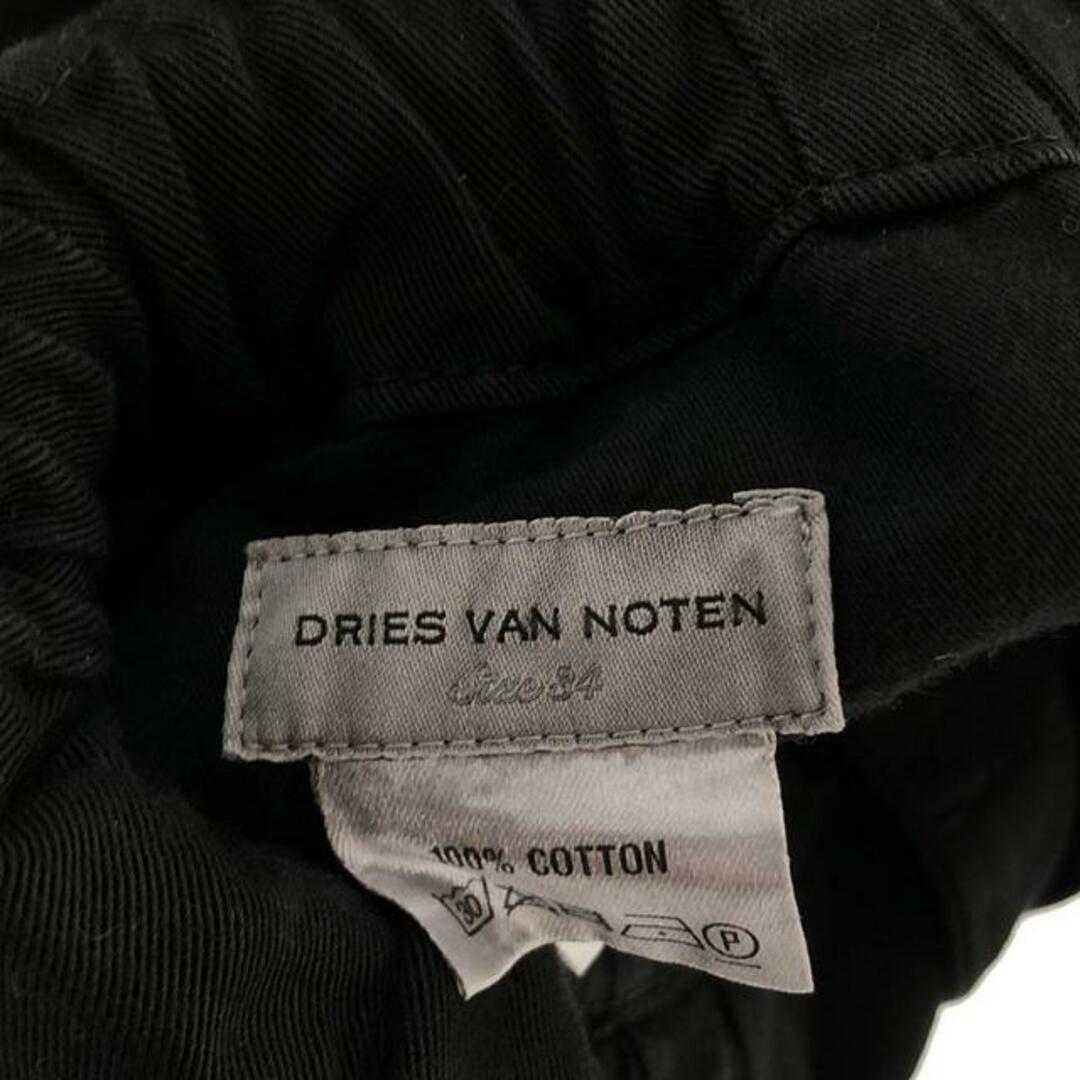 DRIES VAN NOTEN
Size 34
100% COTTON
30 P